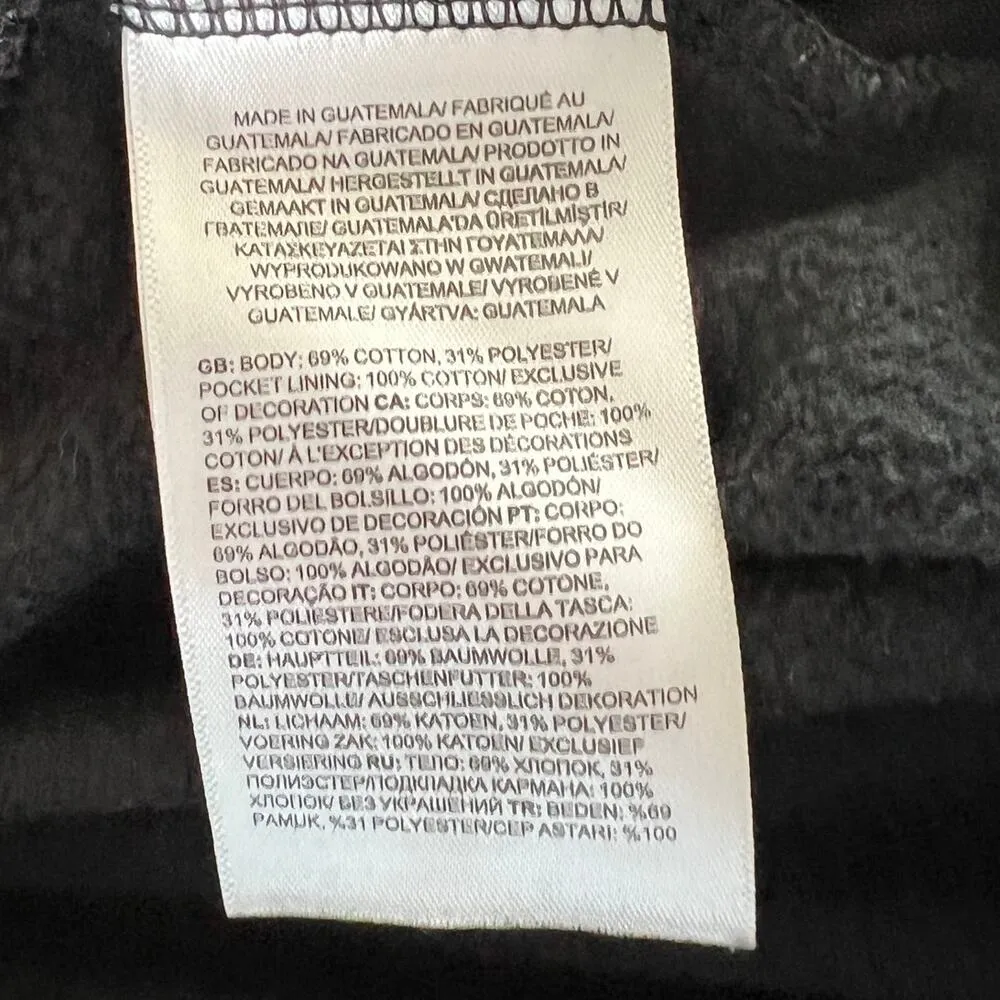 MADE IN GUATEMALA/ FABRIQUÉ AU
GUATEMALA/ FABRICADO EN GUATEMALA/
FABRICADO NA GUATEMALA/ PRODOTTO IN
GUATEMALA/ HERGESTELLT IN GUATEMALA/
GEMAAKT IN GUATEMALA/ СДЕЛАНО В
ГВАТЕМАЛЕ/ GUATEMALA'DA ÜRETİLMİŞTİR/
ΚΑΤΑΣΚΕΥΑΖΕΤΑΙ ΣΤΗΝ ΓΟΥΑΤΕΜΑΛΑ/
WYPRODUKOWANO W GWATEMALI/
VYROBENO V GUATEMALE/ VYROBENÉ V
GUATEMALE/ GYÁRTVA: GUATEMALA
GB: BODY: 69% COTTON, 31% POLYESTER/
POCKET LINING: 100% COTTON/ EXCLUSIVE
OF DECORATION CA: CORPS: 69% COTON,
31% POLYESTER/DOUBLURE DE POCHE: 100%
COTON/ À L'EXCEPTION DES DÉCORATIONS
ES: CUERPO: 69% ALGODÓN, 31% POLIÉSTER/
FORRO DEL BOLSILLO: 100% ALGODÓN/
EXCLUSIVO DE DECORACIÓN PT: CORPO:
69% ALGODÃO, 31% POLIÉSTER/FORRO DO
BOLSO: 100% ALGODÃO/ EXCLUSIVO PARA
DECORAÇÃO IT: CORPO: 69% COTONE,
31% POLIESTERE/FODERA DELLA TASCA:
100% COTONE/ ESCLUSA LA DECORAZIONE
DE: HAUPTTEIL: 69% BAUMWOLLE, 31%
POLYESTER/TASCHENFUTTER: 100%
BAUMWOLLE/ AUSSCHLIESSLICH DEKORATION
NL: LICHAAM: 69% KATOEN, 31% POLYESTER/
VOERING ZAK: 100% KATOEN/ EXCLUSIEF
VERSIERING RU: ТЕЛО: 69% ХЛОПОК, 31%
ПОЛИЭСТЕР/ПОДКЛАДКА КАРМАНА: 100%
ХЛОПОК/ БЕЗ УКРАШЕНИЙ TR: BEDEN: %69
PAMUK, %31 POLYESTER/CEP ASTARI: %100